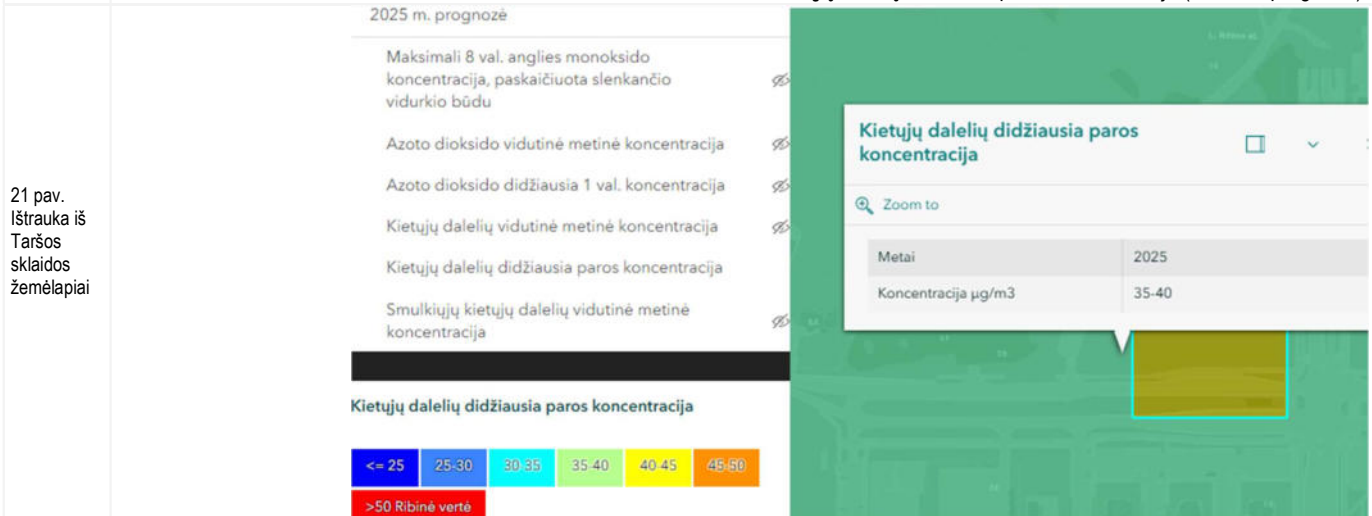 21 pav.
Ištrauka iš
Taršos
sklaidos
žemėlapiai
2025 m. prognozė
Maksimali 8 val. anglies monoksido
koncentracija, paskaičiuota slenkančio
vidurkio būdu
Azoto dioksido vidutinė metinė koncentracija
Azoto dioksido didžiausia 1 val. koncentracija
Kietųjų dalelių vidutinė metinė koncentracija
Kietųjų dalelių didžiausia paros koncentracija
Smulkiųjų kietųjų dalelių vidutinė metinė
koncentracija
Kietųjų dalelių didžiausia paros koncentracija
<= 25 25-30 30-35 35-40 40-45 45-50
>50 Ribinė vertė
Kietųjų dalelių didžiausia paros
koncentracija
Zoom to
Metai 2025
Koncentracija µg/m3 35-40